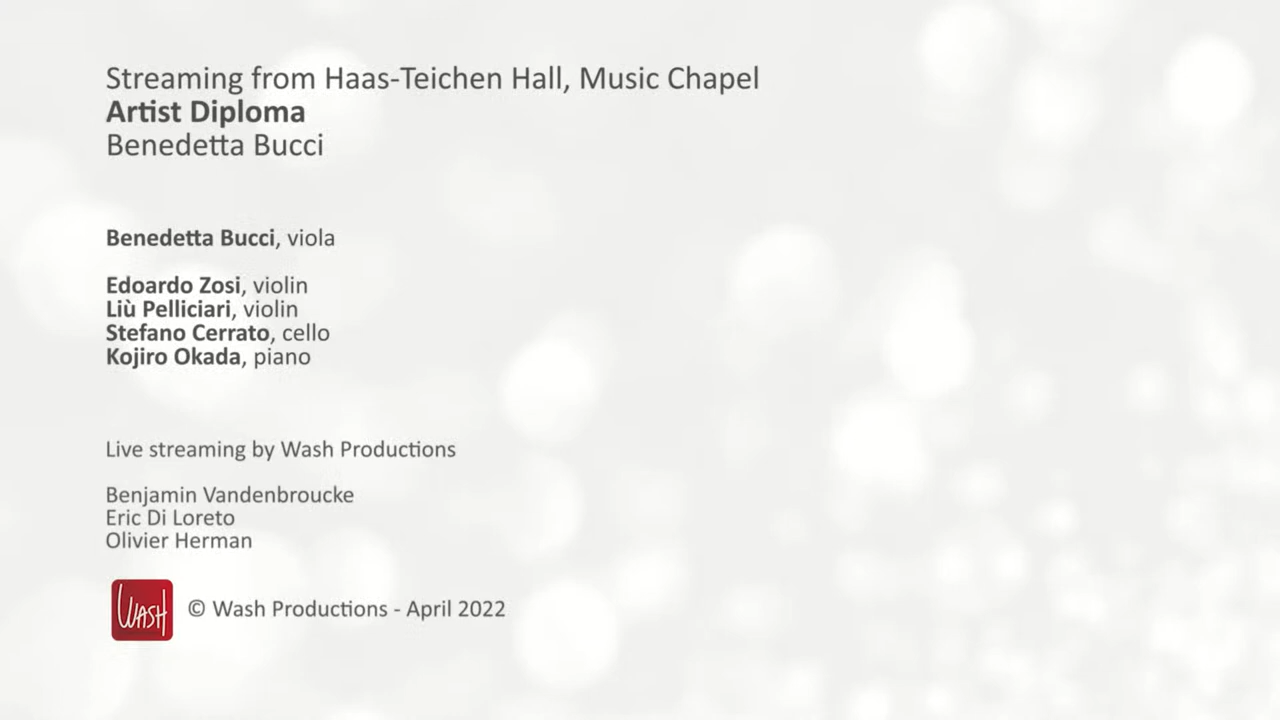 Streaming from Haas-Teichen Hall, Music Chapel
Artist Diploma
Benedetta Bucci
Benedetta Bucci, viola
Edoardo Zosi, violin
Liù Pelliciari, violin
Stefano Cerrato, cello
Kojiro Okada, piano
Live streaming by Wash Productions
Benjamin Vandenbroucke
Eric Di Loreto
Olivier Herman
WASH © Wash Productions - April 2022